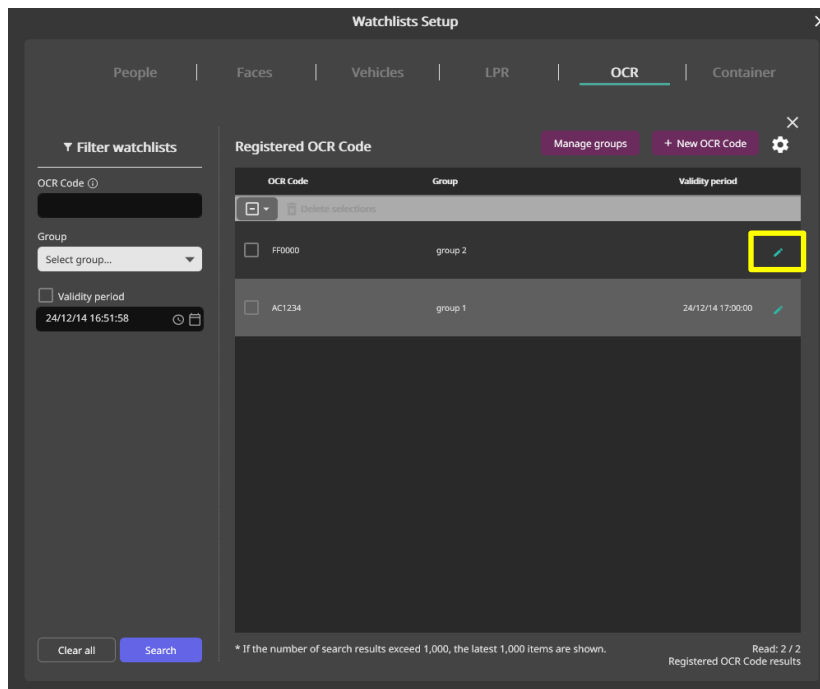 Watchlists Setup
People | Faces | Vehicles | LPR | OCR | Container
Filter watchlists
OCR Code
Group
Select group...
Validity period
24/12/14 16:51:58
Clear all
Search
Registered OCR Code
Manage groups
+ New OCR Code
OCR Code Group Validity period
Delete selections
FF0000 group 2
AC1234 group 1 24/12/14 17:00:00
* If the number of search results exceed 1,000, the latest 1,000 items are shown.
Read: 2 / 2
Registered OCR Code results